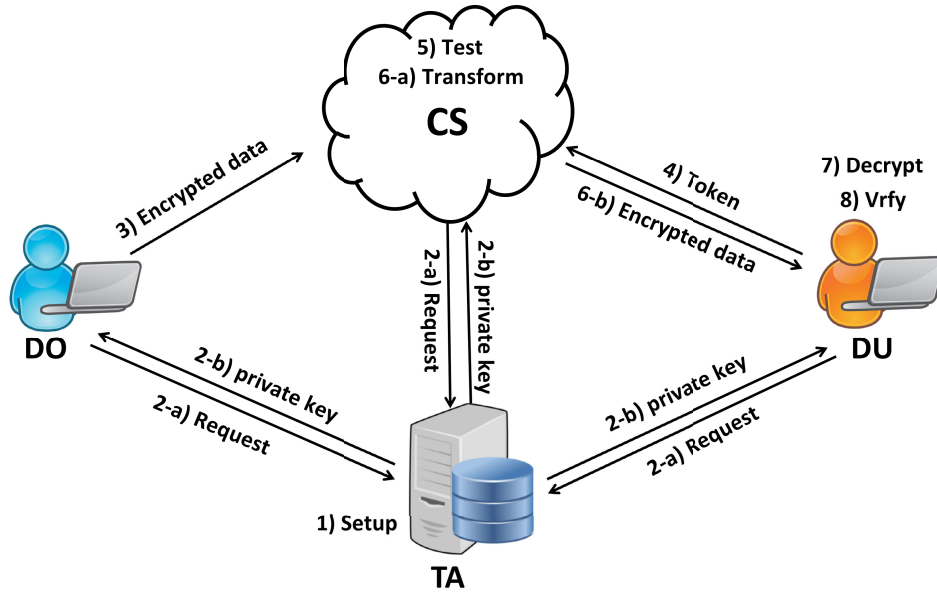 5) Test
6-a) Transform
CS
3) Encrypted data
4) Token
6-b) Encrypted data
7) Decrypt
8) Vrfy
2-a) Request
2-b) private key
DO
DU
2-b) private key
2-a) Request
2-b) private key
2-a) Request
1) Setup
TA